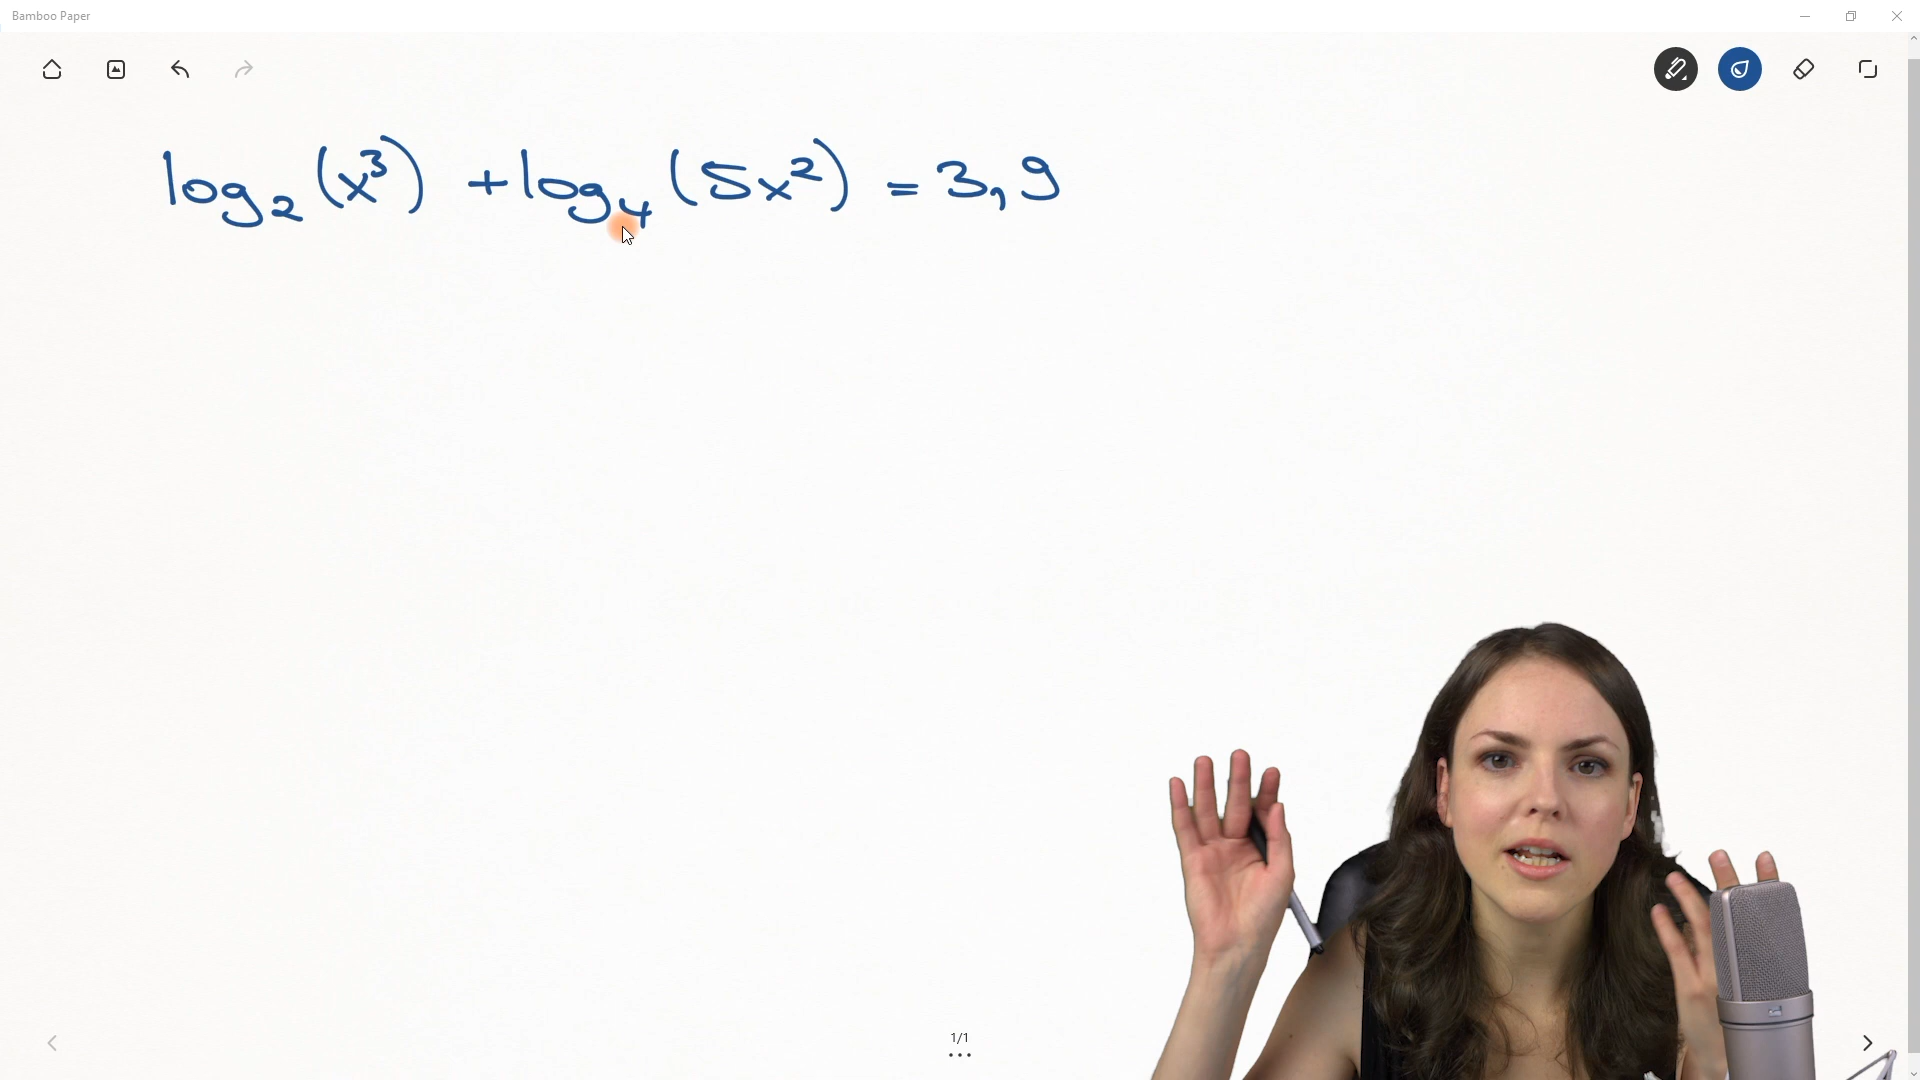 Bamboo Paper
log₂ (x³) + log₄ (5x²) = 3,9
1/1